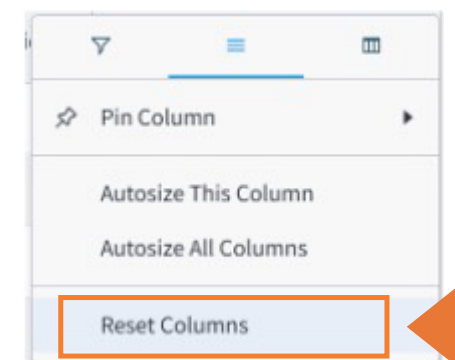 Pin Column
Autosize This Column
Autosize All Columns
Reset Columns